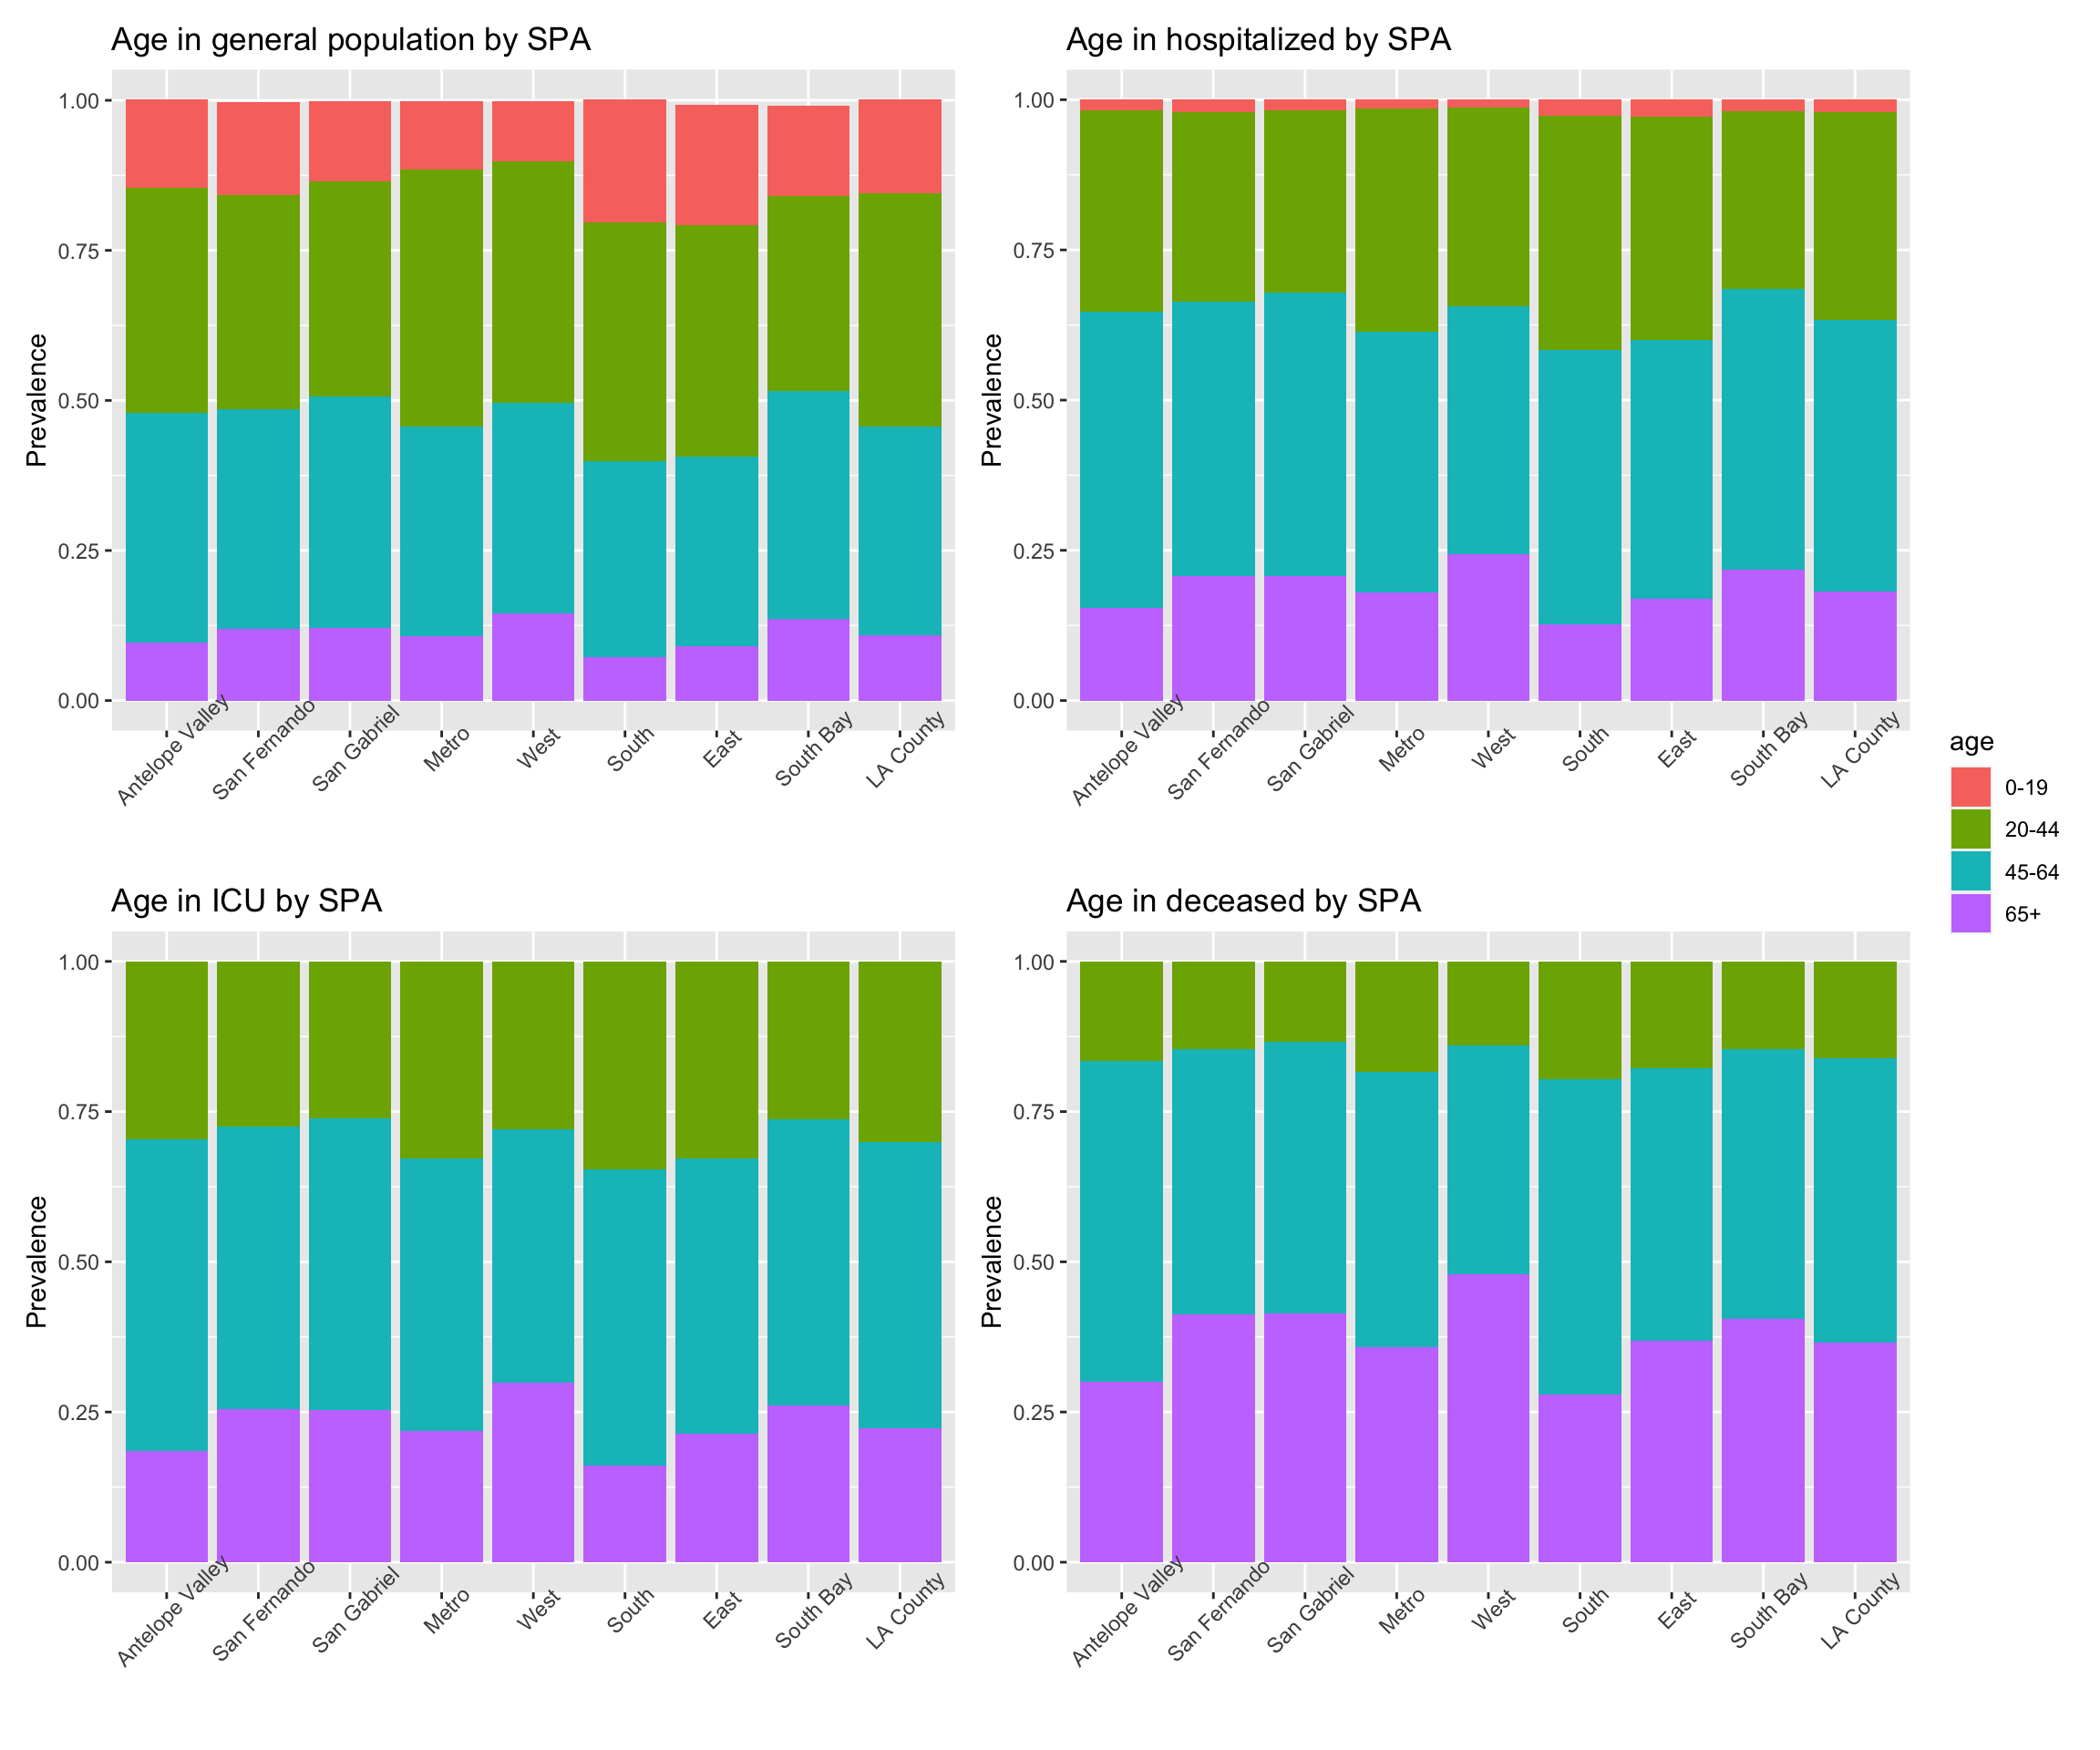 Age in general population by SPA
Prevalence
1.00
0.75
0.50
0.25
0.00
Antelope Valley
San Fernando
San Gabriel
Metro
West
South
East
South Bay
LA County
Age in hospitalized by SPA
Prevalence
1.00
0.75
0.50
0.25
0.00
Antelope Valley
San Fernando
San Gabriel
Metro
West
South
East
South Bay
LA County
age
0-19
20-44
45-64
65+
Age in ICU by SPA
Prevalence
1.00
0.75
0.50
0.25
0.00
Antelope Valley
San Fernando
San Gabriel
Metro
West
South
East
South Bay
LA County
Age in deceased by SPA
Prevalence
1.00
0.75
0.50
0.25
0.00
Antelope Valley
San Fernando
San Gabriel
Metro
West
South
East
South Bay
LA County